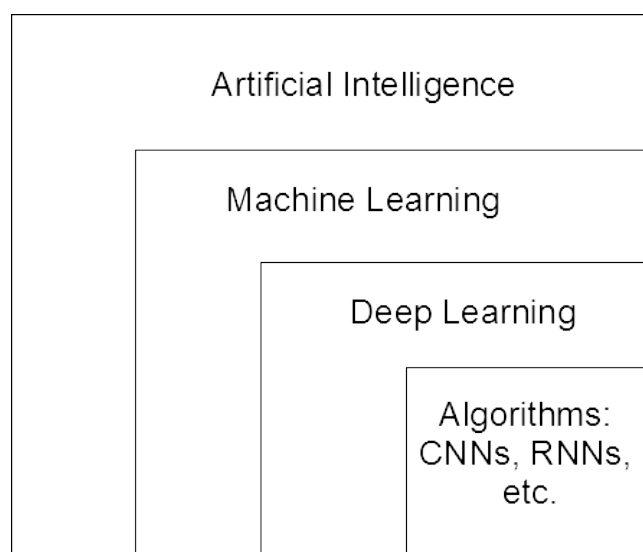 Artificial Intelligence
Machine Learning
Deep Learning
Algorithms:
CNNs, RNNs,
etc.